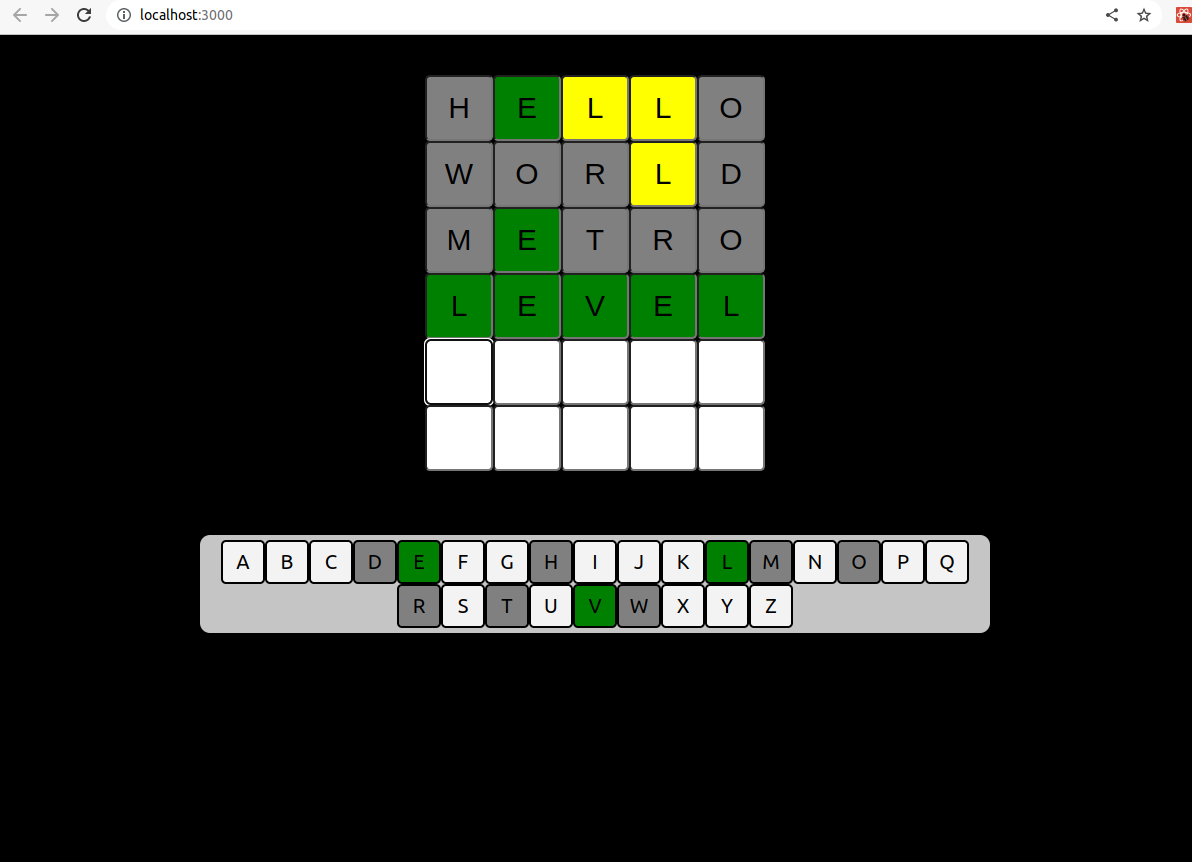 localhost:3000
H E L L O
W O R L D
M E T R O
L E V E L
A B C D E F G H I J K L M N O P Q
R S T U V W X Y Z